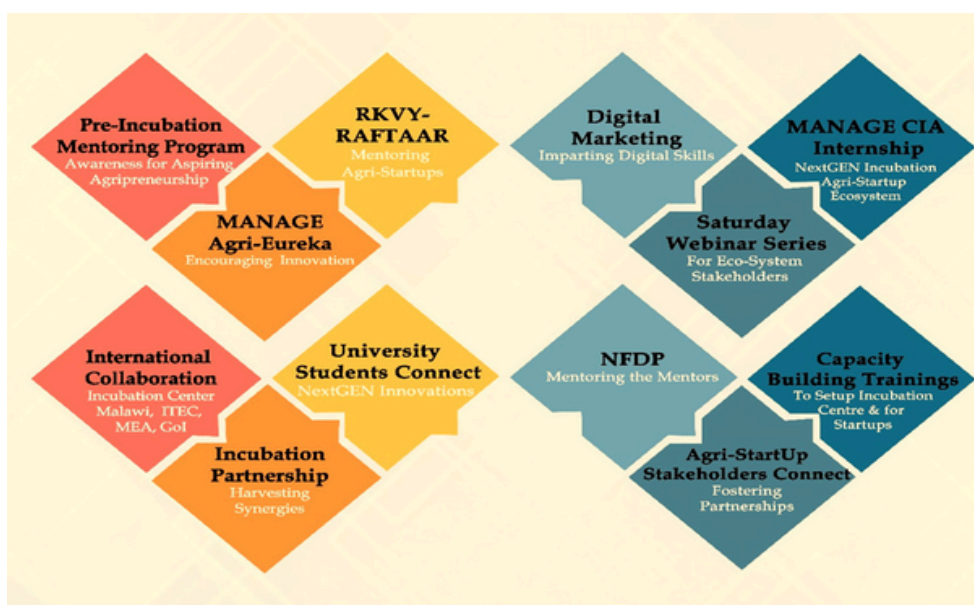 Pre-Incubation
Mentoring Program
Awareness for Aspiring
Agripreneurship
RKVY-
RAFTAAR
Mentoring
Agri-Startups
MANAGE
Agri-Eureka
Encouraging Innovation
Digital
Marketing
Imparting Digital Skills
MANAGE CIA
Internship
NextGEN Incubation
Agri-Startup
Ecosystem
Saturday
Webinar Series
For Eco-System
Stakeholders
International
Collaboration
Incubation Center
Malawi, ITEC,
MEA, GoI
University
Students Connect
NextGEN Innovations
Incubation
Partnership
Harvesting
Synergies
NFDP
Mentoring the Mentors
Capacity
Building Trainings
To Setup Incubation
Centre & for
Startups
Agri-StartUp
Stakeholders Connect
Fostering
Partnerships